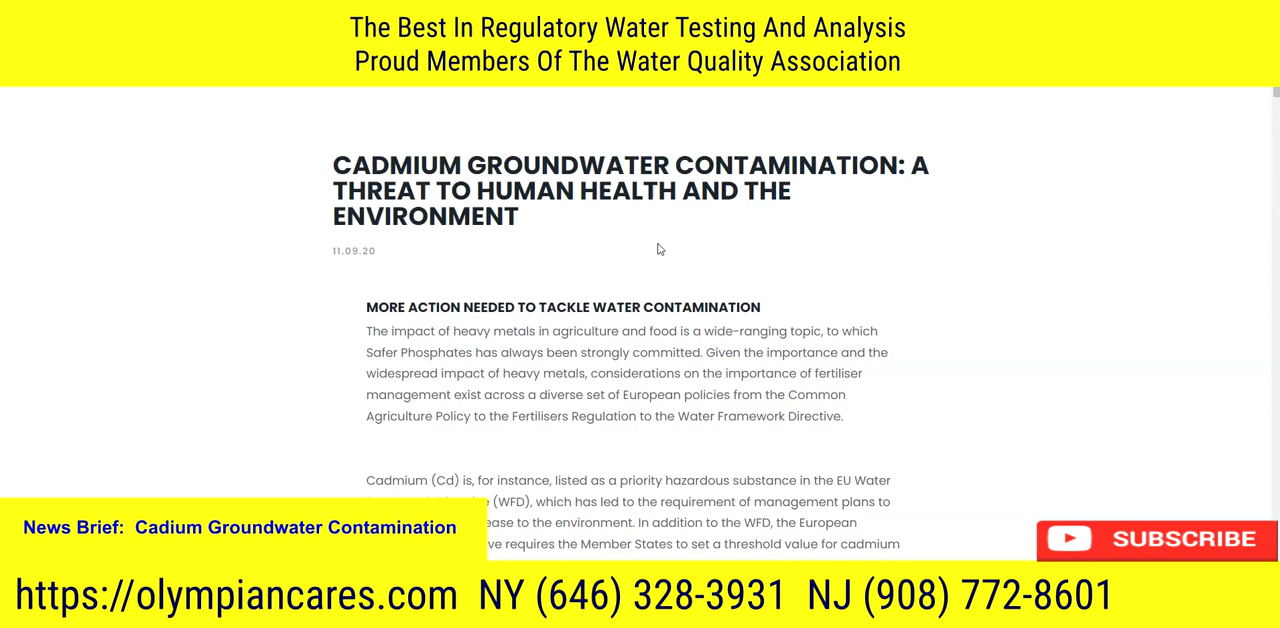 The Best In Regulatory Water Testing And Analysis
Proud Members Of The Water Quality Association
CADMIUM GROUNDWATER CONTAMINATION: A
THREAT TO HUMAN HEALTH AND THE
ENVIRONMENT
11.09.20
MORE ACTION NEEDED TO TACKLE WATER CONTAMINATION
The impact of heavy metals in agriculture and food is a wide-ranging topic, to which
Safer Phosphates has always been strongly committed. Given the importance and the
widespread impact of heavy metals, considerations on the importance of fertiliser
management exist across a diverse set of European policies from the Common
Agriculture Policy to the Fertilisers Regulation to the Water Framework Directive.
Cadmium (Cd) is, for instance, listed as a priority hazardous substance in the EU Water
(WFD), which has led to the requirement of management plans to
ease to the environment. In addition to the WFD, the European
ve requires the Member States to set a threshold value for cadmium
News Brief: Cadium Groundwater Contamination
SUBSCRIBE
https://olympiancares.com NY (646) 328-3931 NJ (908) 772-8601